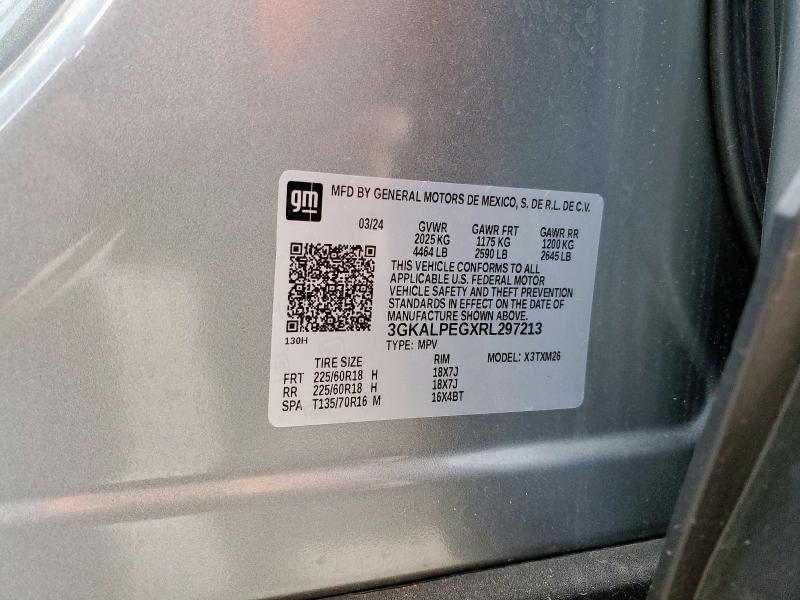 gm
MFD BY GENERAL MOTORS DE MEXICO, S. DE R.L. DE C.V.
03/24 GVWR GAWR FRT GAWR RR
2025 KG 1175 KG 1200 KG
4464 LB 2590 LB 2645 LB
THIS VEHICLE CONFORMS TO ALL
APPLICABLE U.S. FEDERAL MOTOR
VEHICLE SAFETY AND THEFT PREVENTION
STANDARDS IN EFFECT ON THE DATE OF
MANUFACTURE SHOWN ABOVE.
3GKALPEGXRL297213
130H
TYPE: MPV MODEL: X3TXM26
TIRE SIZE RIM
FRT 225/60R18 H 18X7J
RR 225/60R18 H 18X7J
SPA T135/70R16 M 16X4BT